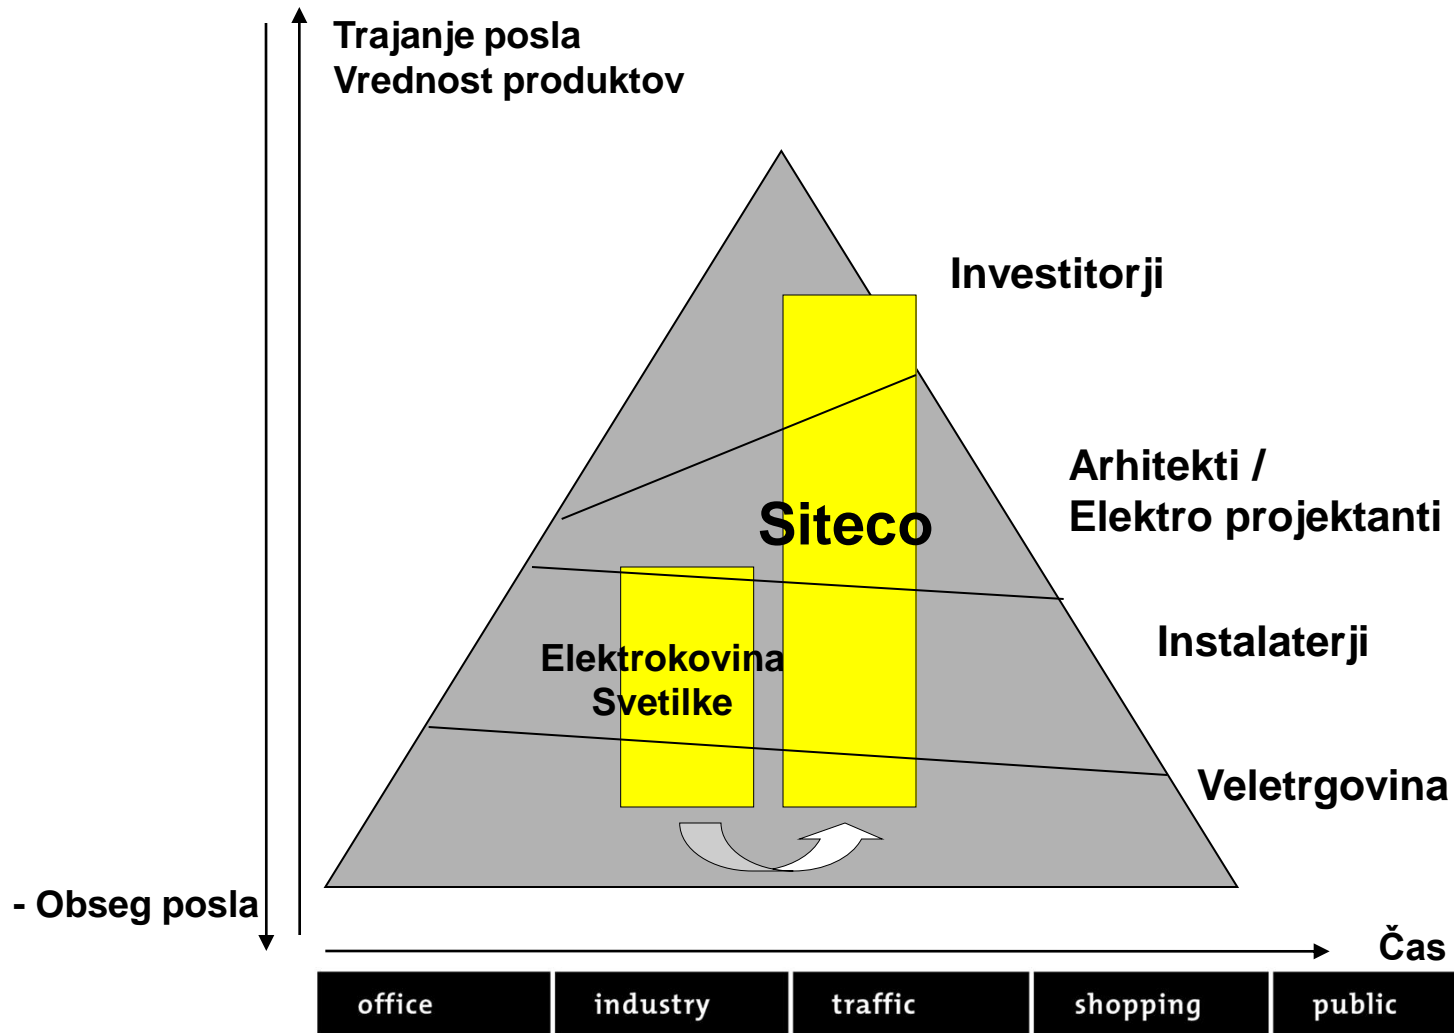 Trajanje posla
Vrednost produktov
Investitorji
Arhitekti /
Elektro projektanti
Siteco
Instalaterji
Elektrokovina
Svetilke
Veletrgovina
- Obseg posla
Čas
office
industry
traffic
shopping
public